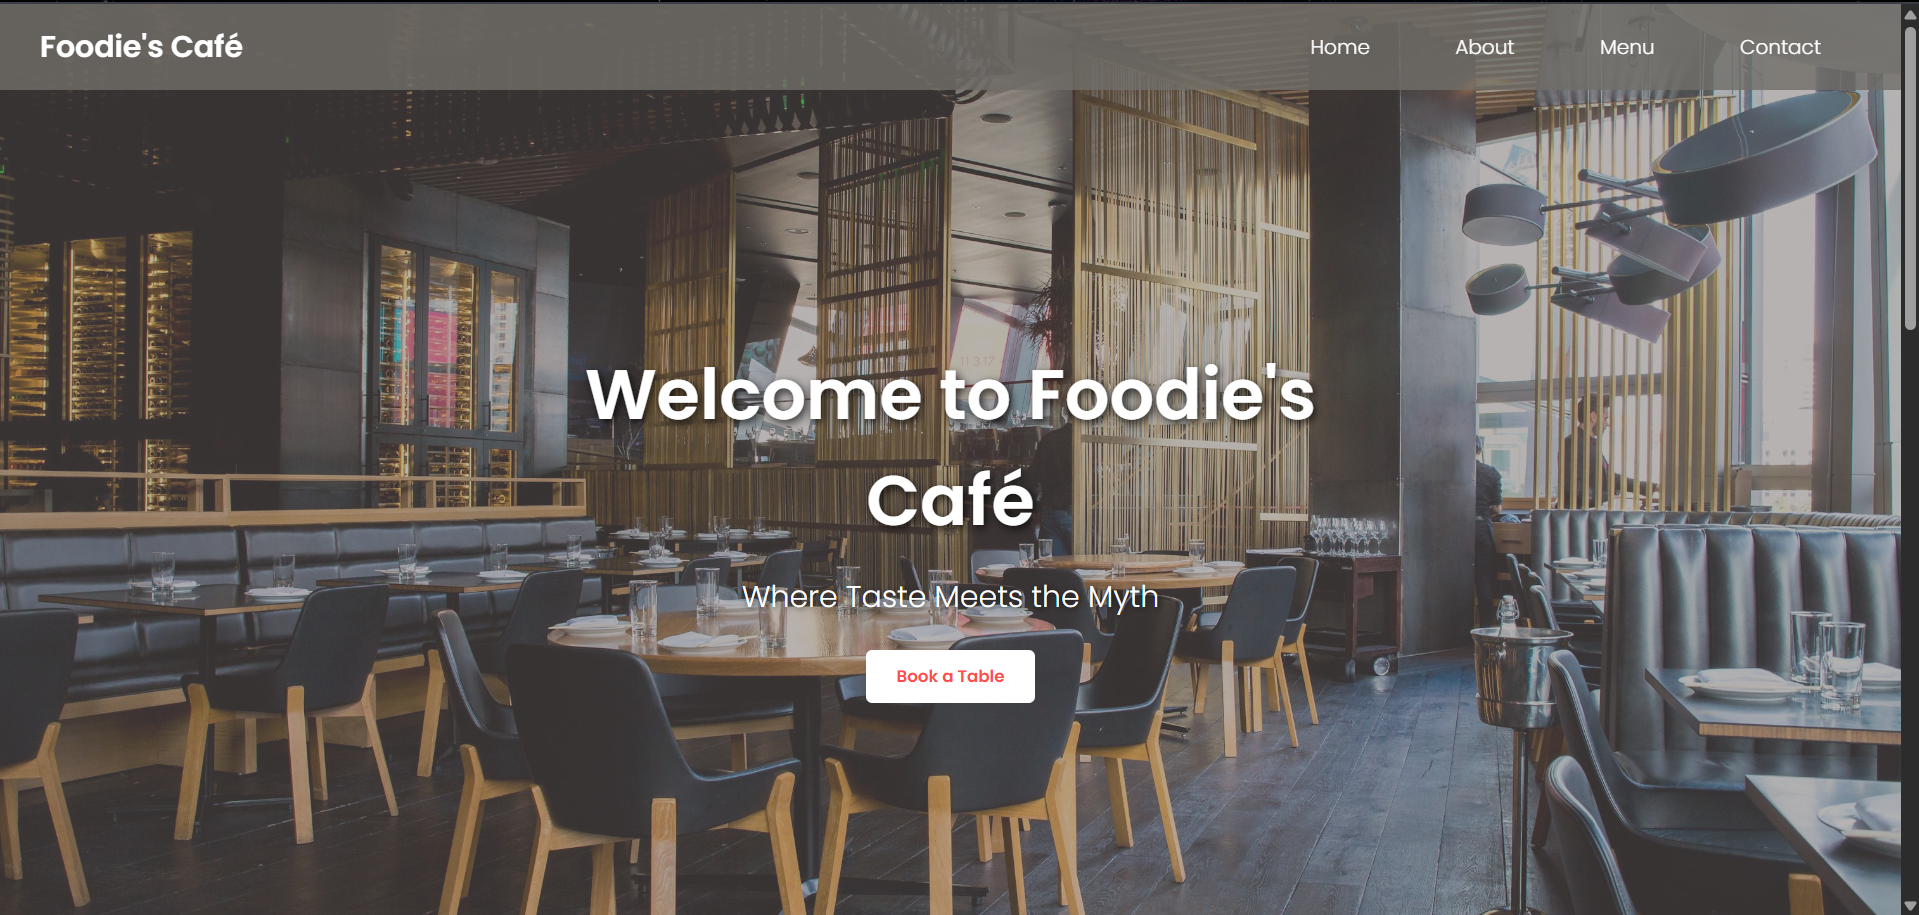 Foodie's Café
Home About Menu Contact
Welcome to Foodie's
Café
Where Taste Meets the Myth
Book a Table